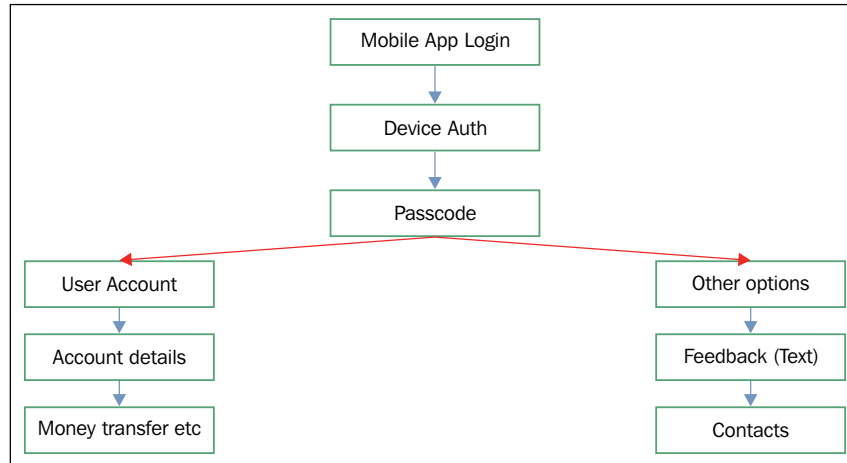 Mobile App Login
Device Auth
Passcode
User Account
Other options
Account details
Feedback (Text)
Money transfer etc
Contacts